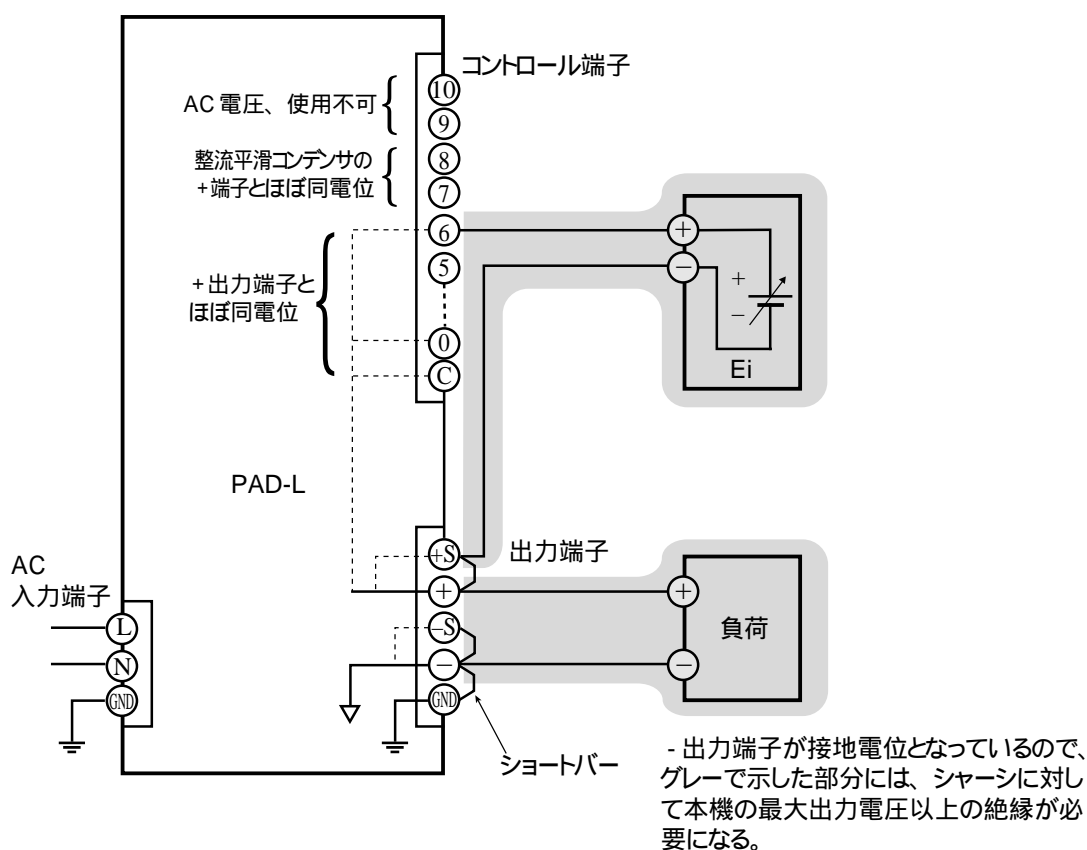 コントロール端子
10
AC 電圧、使用不可
9
整流平滑コンデンサの
+端子とほぼ同電位
8
7
6
5
+出力端子と
ほぼ同電位
0
C
+
−
+
−
Ei
PAD-L
AC
入力端子
L
N
GND
出力端子
+S
+
−S
−
GND
+
−
負荷
ショートバー
- 出力端子が接地電位となっているので、
グレーで示した部分には、シャーシに対し
て本機の最大出力電圧以上の絶縁が必
要になる。